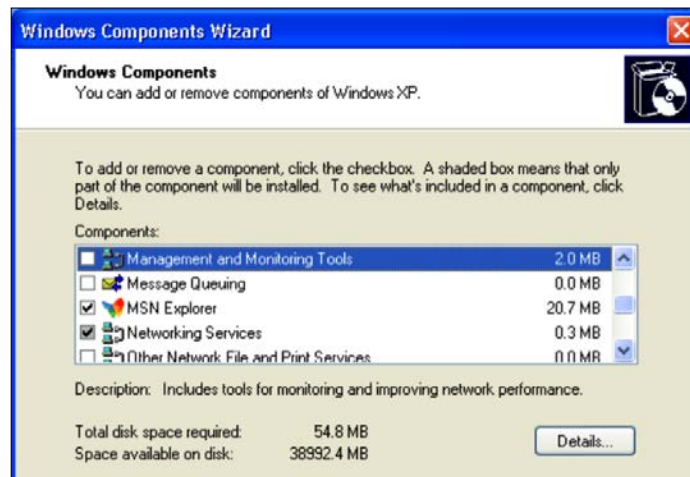 Windows Components Wizard
Windows Components
You can add or remove components of Windows XP.
To add or remove a component, click the checkbox. A shaded box means that only
part of the component will be installed. To see what's included in a component, click
Details.
Components:
Management and Monitoring Tools 2.0 MB
Message Queuing 0.0 MB
MSN Explorer 20.7 MB
Networking Services 0.3 MB
Other Network File and Print Services 0.0 MB
Description: Includes tools for monitoring and improving network performance.
Total disk space required: 54.8 MB
Space available on disk: 38992.4 MB
Details...